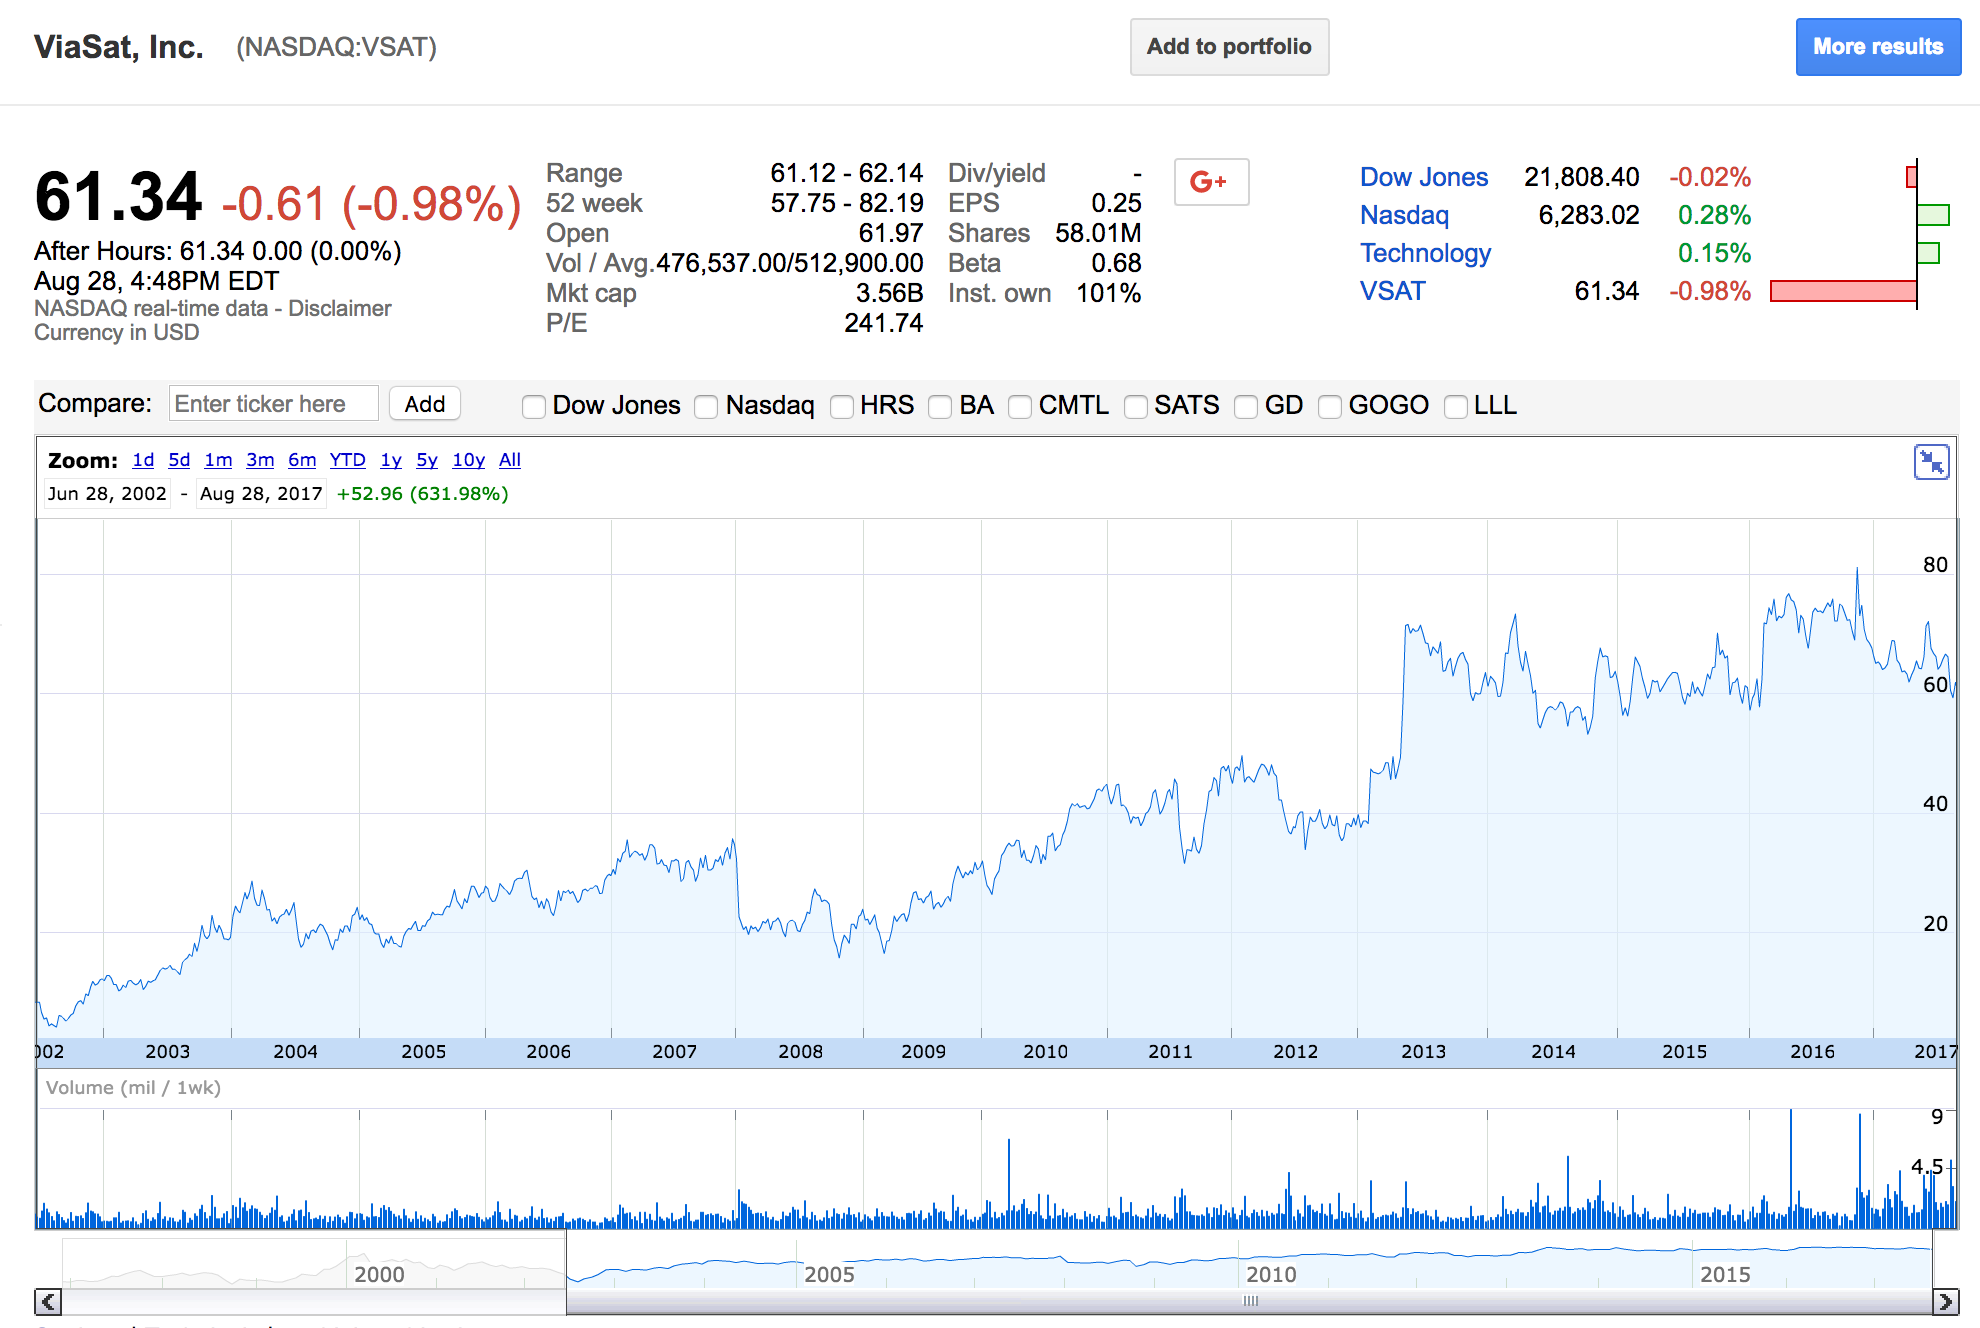 ViaSat, Inc. (NASDAQ:VSAT) Add to portfolio More results
61.34 -0.61 (-0.98%)
After Hours: 61.34 0.00 (0.00%)
Aug 28, 4:48PM EDT
NASDAQ real-time data - Disclaimer
Currency in USD
Range 61.12 - 62.14
52 week 57.75 - 82.19
Open 61.97
Vol / Avg. 476,537.00/512,900.00
Mkt cap 3.56B
P/E 241.74
Div/yield -
EPS 0.25
Shares 58.01M
Beta 0.68
Inst. own 101%
G+
Dow Jones 21,808.40 -0.02%
Nasdaq 6,283.02 0.28%
Technology 0.15%
VSAT 61.34 -0.98%
Compare: Enter ticker here Add Dow Jones Nasdaq HRS BA CMTL SATS GD GOGO LLL
Zoom: 1d 5d 1m 3m 6m YTD 1y 5y 10y All
Jun 28, 2002 - Aug 28, 2017 +52.96 (631.98%)
80
60
40
20
002 2003 2004 2005 2006 2007 2008 2009 2010 2011 2012 2013 2014 2015 2016 2017
Volume (mil / 1wk)
9
4.5
2000 2005 2010 2015